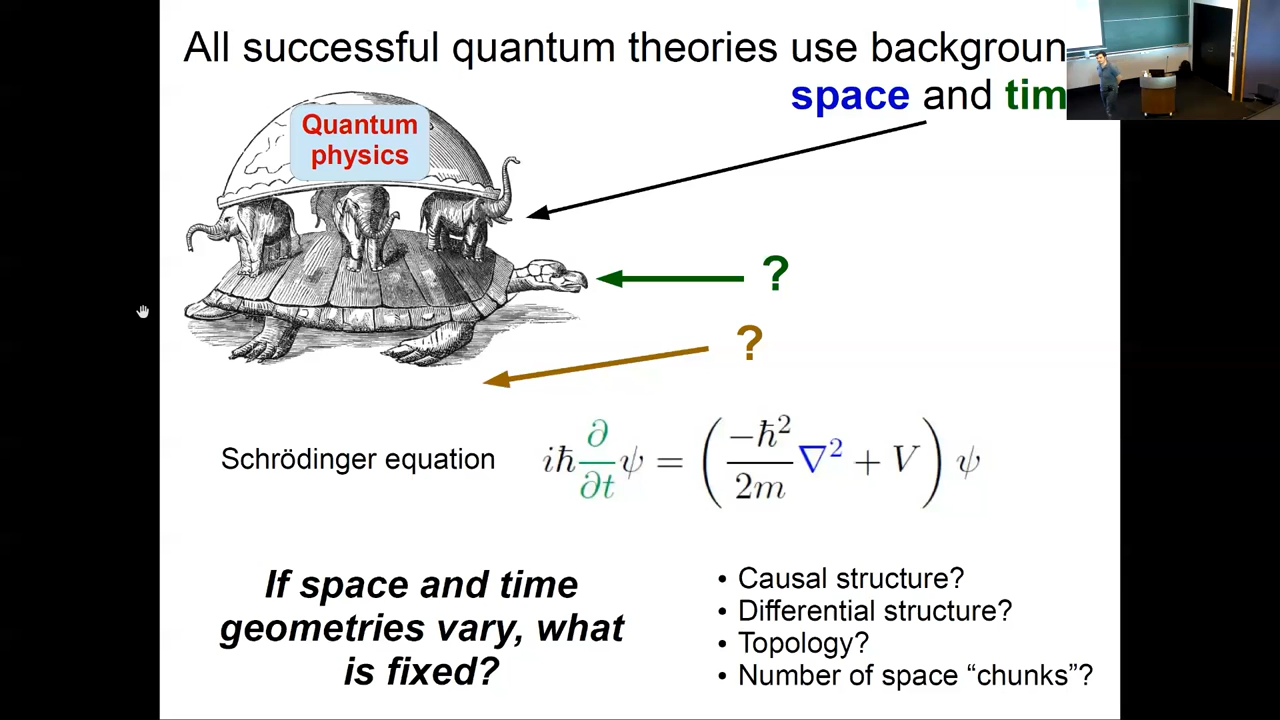 All successful quantum theories use backgroun
space and tim
Quantum
physics
?
?
Schrödinger equation
iħ ∂/∂t ψ = ( −ħ²/2m ∇² + V ) ψ
If space and time
geometries vary, what
is fixed?
• Causal structure?
• Differential structure?
• Topology?
• Number of space “chunks”?